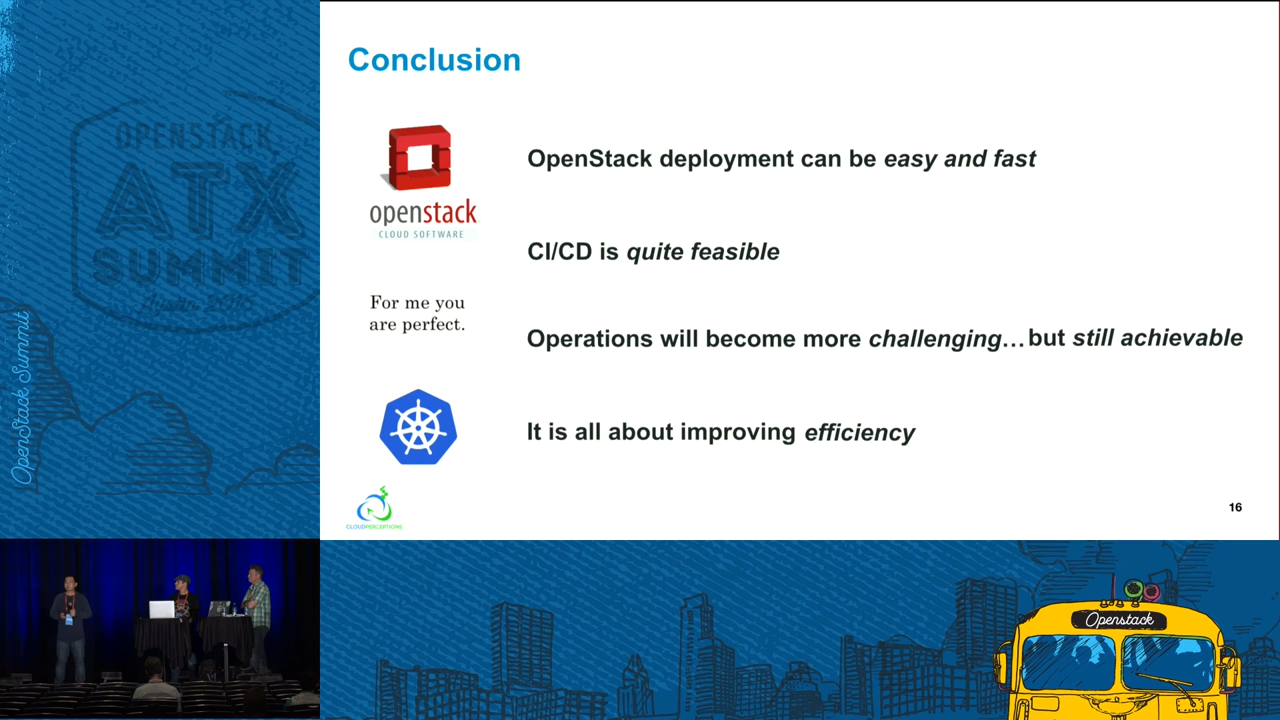 Conclusion
OpenStack deployment can be easy and fast
openstack
CLOUD SOFTWARE
CI/CD is quite feasible
For me you
are perfect.
Operations will become more challenging...but still achievable
It is all about improving efficiency
CLOUDPERCEPTIONS
16
OPENSTACK
ATX
SUMMIT
Austin 2016
OpenStack Summit
Openstack